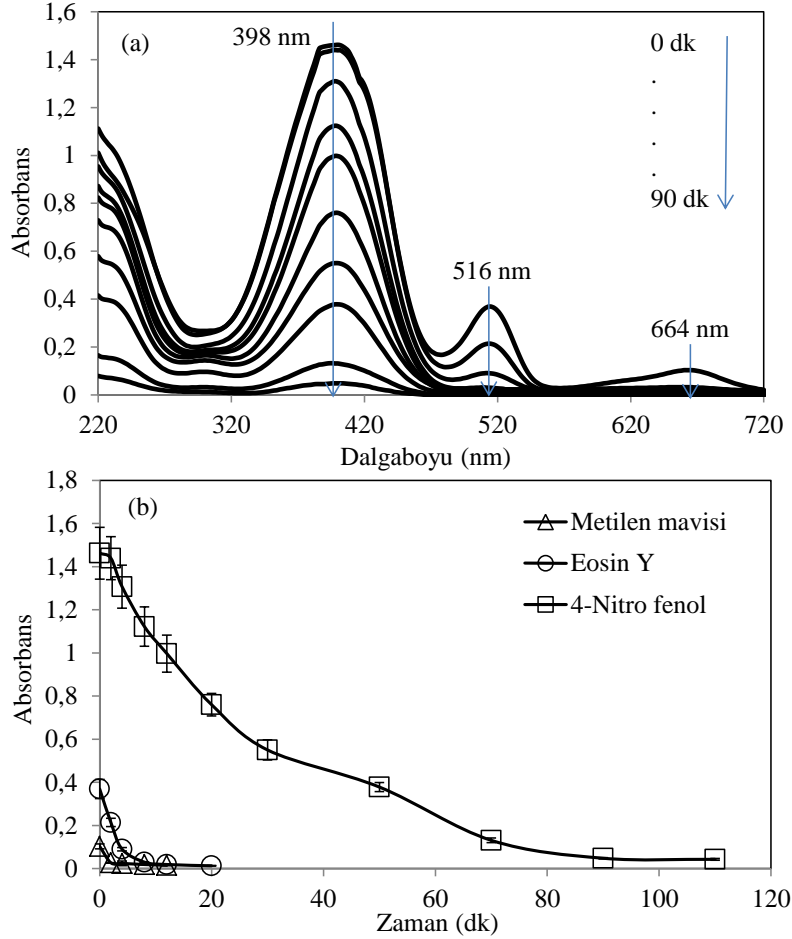 (a)
398 nm
0 dk
.
.
.
.
90 dk
516 nm
664 nm
1,6
1,4
1,2
1
0,8
0,6
0,4
0,2
0
Absorbans
220 320 420 520 620 720
Dalgaboyu (nm)
(b)
Metilen mavisi
Eosin Y
4-Nitro fenol
1,8
1,6
1,4
1,2
1
0,8
0,6
0,4
0,2
0
Absorbans
0 20 40 60 80 100 120
Zaman (dk)